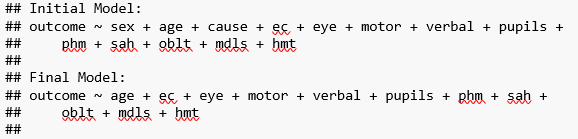 ## Initial Model:
## outcome ~ sex + age + cause + ec + eye + motor + verbal + pupils +
##     phm + sah + oblt + mdls + hmt
##
## Final Model:
## outcome ~ age + ec + eye + motor + verbal + pupils + phm + sah +
##     oblt + mdls + hmt
##